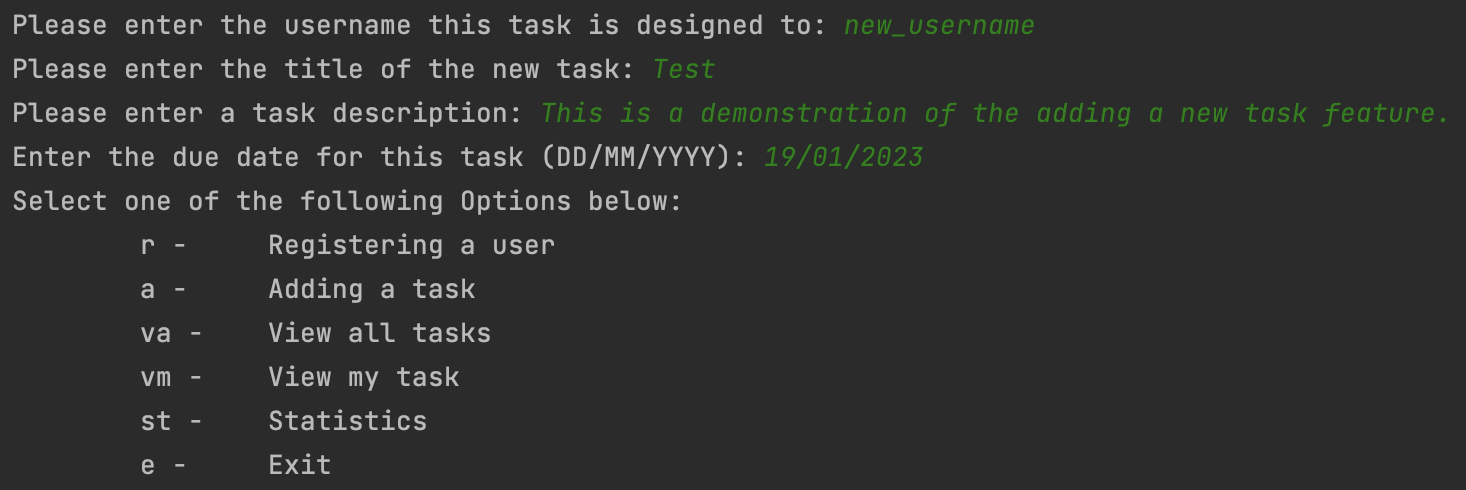 Please enter the username this task is designed to: new_username
Please enter the title of the new task: Test
Please enter a task description: This is a demonstration of the adding a new task feature.
Enter the due date for this task (DD/MM/YYYY): 19/01/2023
Select one of the following Options below:
r - Registering a user
a - Adding a task
va - View all tasks
vm - View my task
st - Statistics
e - Exit